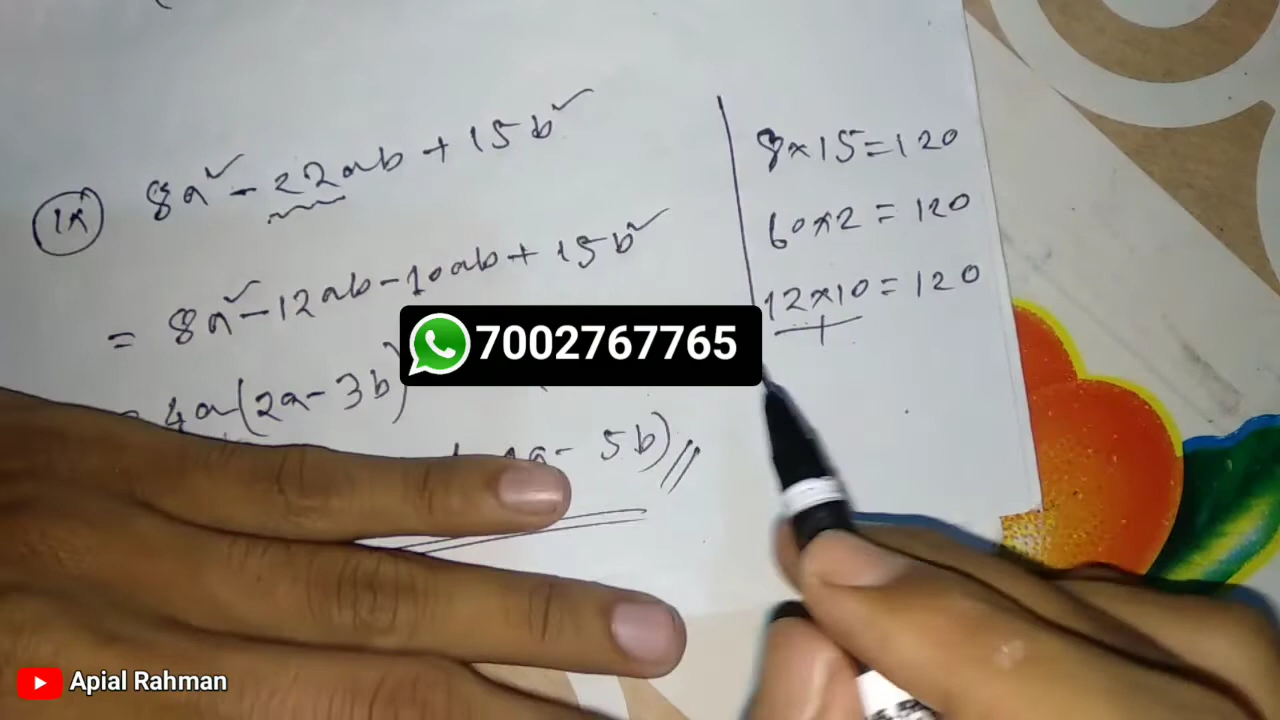 (ix) 8a² - 22ab + 15b²
= 8a² - 12ab - 10ab + 15b²
= 4a(2a - 3b)
- 5b)//
8×15=120
60×2=120
12×10=120
7002767765
Apial Rahman